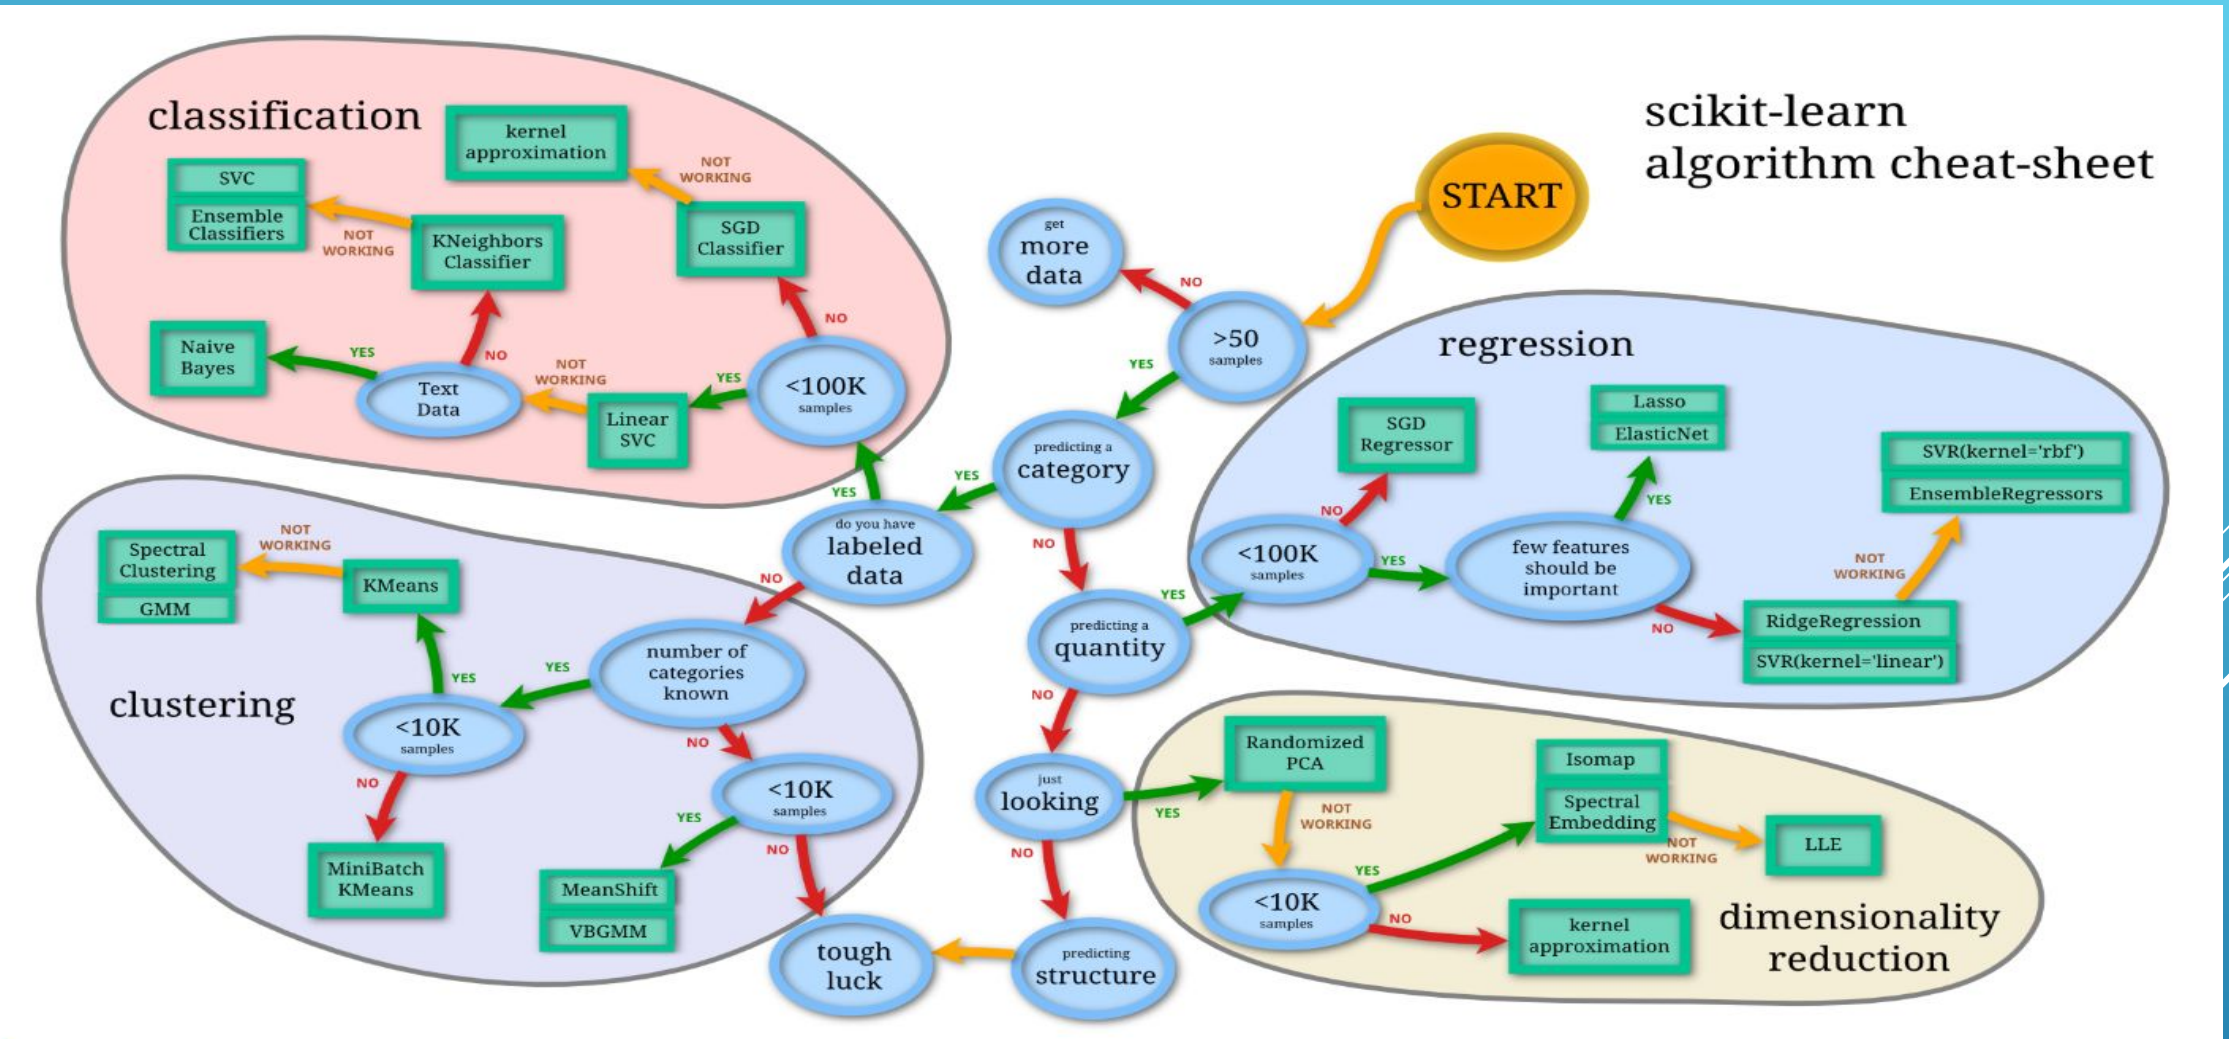 scikit-learn
algorithm cheat-sheet
START
get
more
data
NO
>50
samples
YES
predicting a
category
YES
NO
do you have
labeled
data
YES
NO
predicting a
quantity
YES
NO
just
looking
YES
NO
predicting
structure
tough
luck
classification
kernel
approximation
NOT
WORKING
SVC
Ensemble
Classifiers
NOT
WORKING
KNeighbors
Classifier
SGD
Classifier
NO
Naive
Bayes
YES
NO
Text
Data
NOT
WORKING
Linear
SVC
YES
<100K
samples
regression
SGD
Regressor
Lasso
ElasticNet
SVR(kernel='rbf')
EnsembleRegressors
NO
YES
<100K
samples
YES
few features
should be
important
NOT
WORKING
NO
RidgeRegression
SVR(kernel='linear')
clustering
Spectral
Clustering
GMM
NOT
WORKING
KMeans
number of
categories
known
YES
YES
NO
<10K
samples
NO
<10K
samples
YES
NO
MiniBatch
KMeans
MeanShift
VBGMM
Randomized
PCA
NOT
WORKING
Isomap
Spectral
Embedding
NOT
WORKING
LLE
YES
<10K
samples
NO
kernel
approximation
dimensionality
reduction